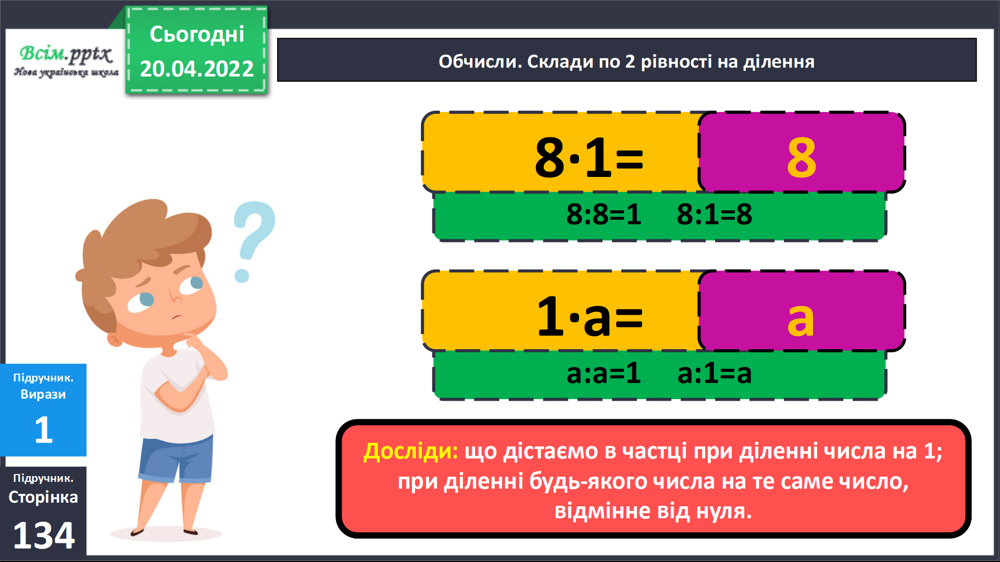 Всім.pptx
Нова українська школа
Сьогодні
20.04.2022
Обчисли. Склади по 2 рівності на ділення
8·1= 8
8:8=1 8:1=8
1·а= а
а:а=1 а:1=а
Досліди: що дістаємо в частці при діленні числа на 1;
при діленні будь-якого числа на те саме число,
відмінне від нуля.
Підручник.
Вирази
1
Підручник.
Сторінка
134
?